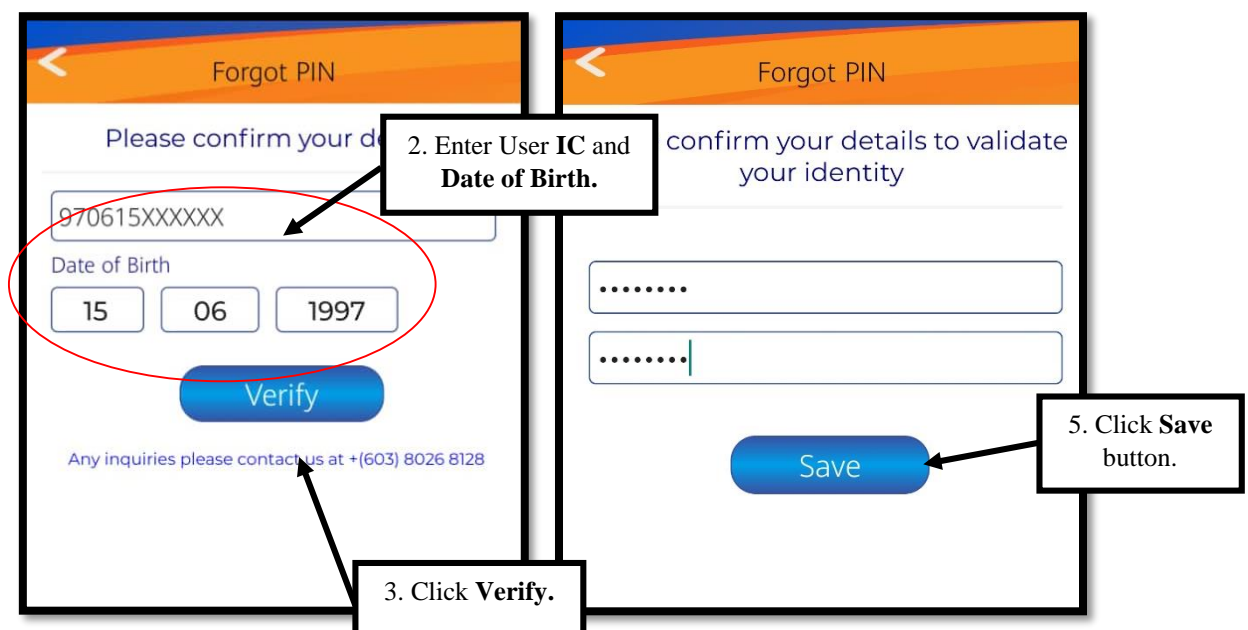 Forgot PIN
Please confirm your de
970615XXXXXX
Date of Birth
15 06 1997
Verify
Any inquiries please contact us at +(603) 8026 8128
2. Enter User IC and
Date of Birth.
3. Click Verify.
Forgot PIN
confirm your details to validate
your identity
••••••••
••••••••
Save
5. Click Save
button.